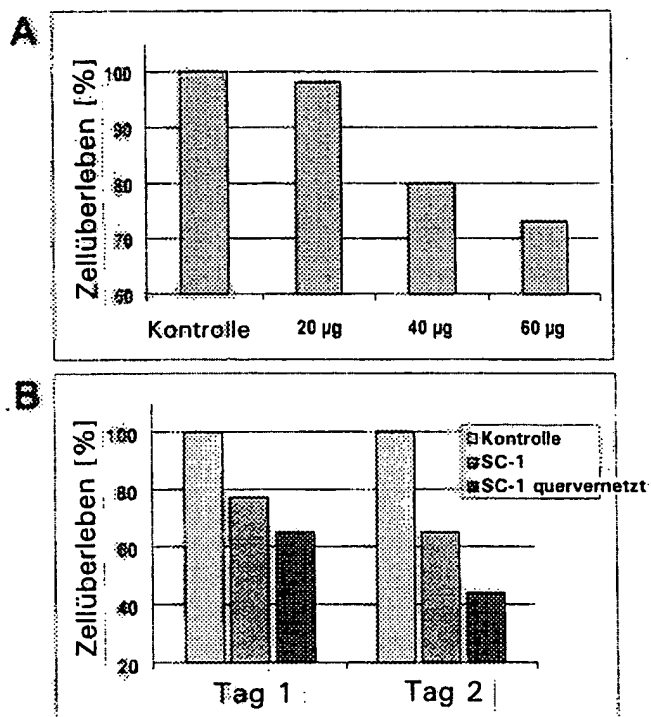 A
Zellüberleben [%]
100
90
80
70
60
Kontrolle 20 µg 40 µg 60 µg
B
Zellüberleben [%]
100
80
60
40
20
Kontrolle
SC-1
SC-1 quervernetzt
Tag 1 Tag 2